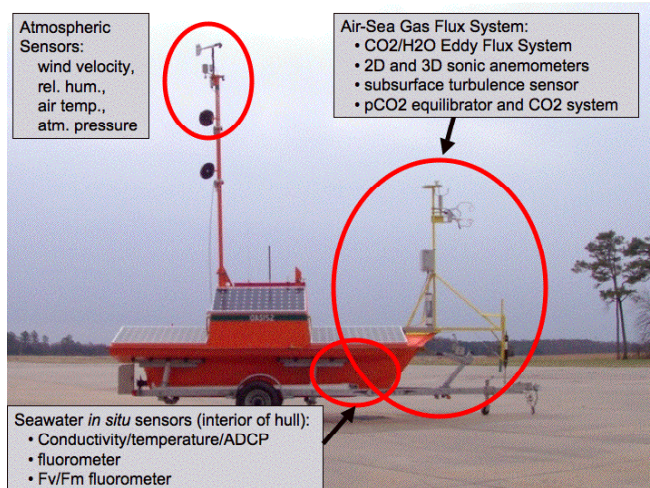 Atmospheric
Sensors:
wind velocity,
rel. hum.,
air temp.,
atm. pressure
Air-Sea Gas Flux System:
• CO2/H2O Eddy Flux System
• 2D and 3D sonic anemometers
• subsurface turbulence sensor
• pCO2 equilibrator and CO2 system
OASIS-2
Seawater in situ sensors (interior of hull):
• Conductivity/temperature/ADCP
• fluorometer
• Fv/Fm fluorometer